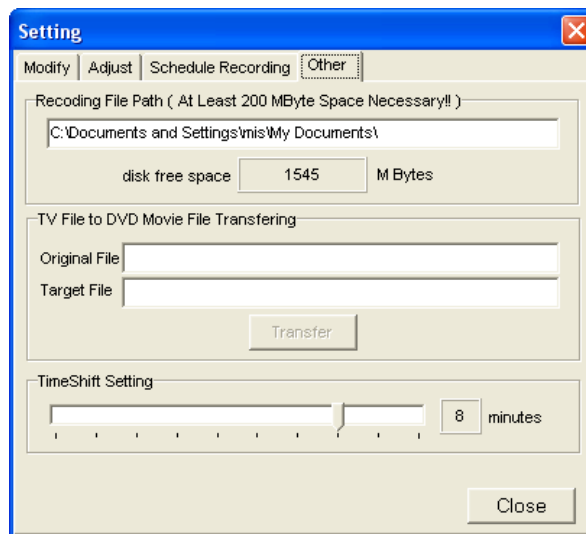 Setting
Modify Adjust Schedule Recording Other
Recoding File Path ( At Least 200 MByte Space Necessary!! )
C:\Documents and Settings\mis\My Documents\
disk free space 1545 M Bytes
TV File to DVD Movie File Transfering
Original File
Target File
Transfer
TimeShift Setting
8 minutes
Close